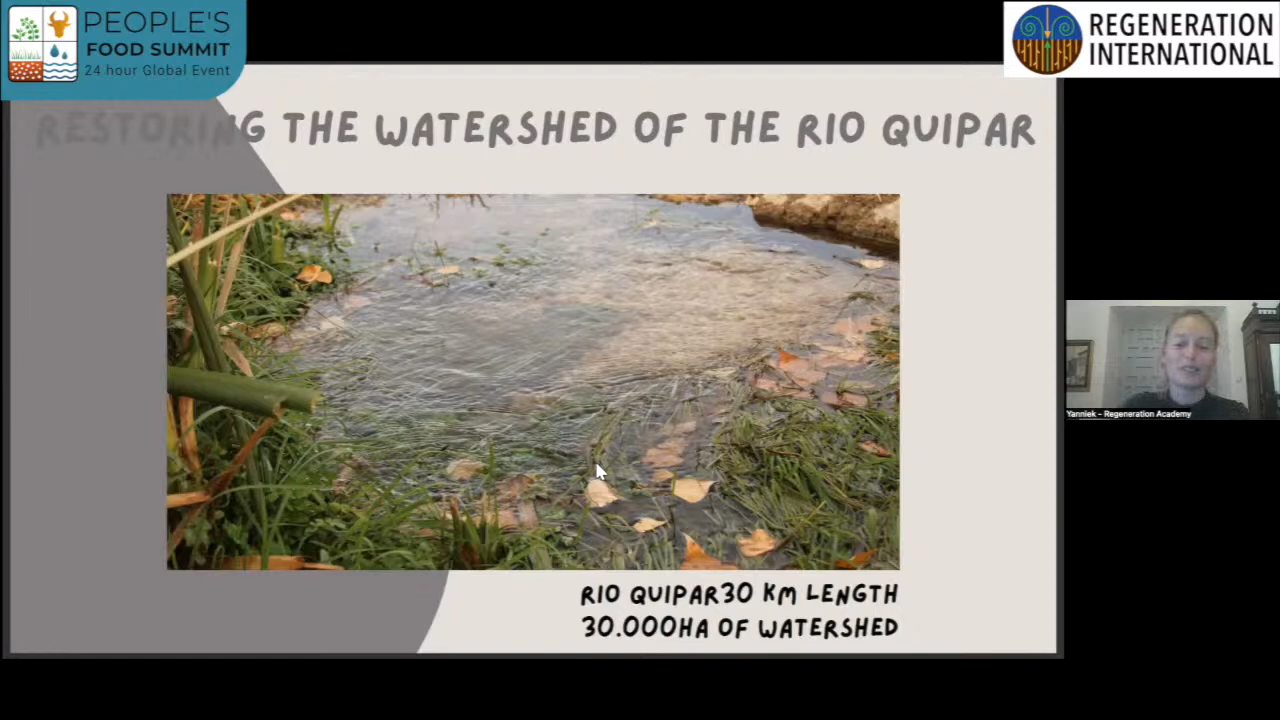 PEOPLE'S
FOOD SUMMIT
24 hour Global Event
REGENERATION
INTERNATIONAL
RESTORING THE WATERSHED OF THE RIO QUIPAR
Yanniek - Regeneration Academy
RIO QUIPAR30 KM LENGTH
30.000HA OF WATERSHED